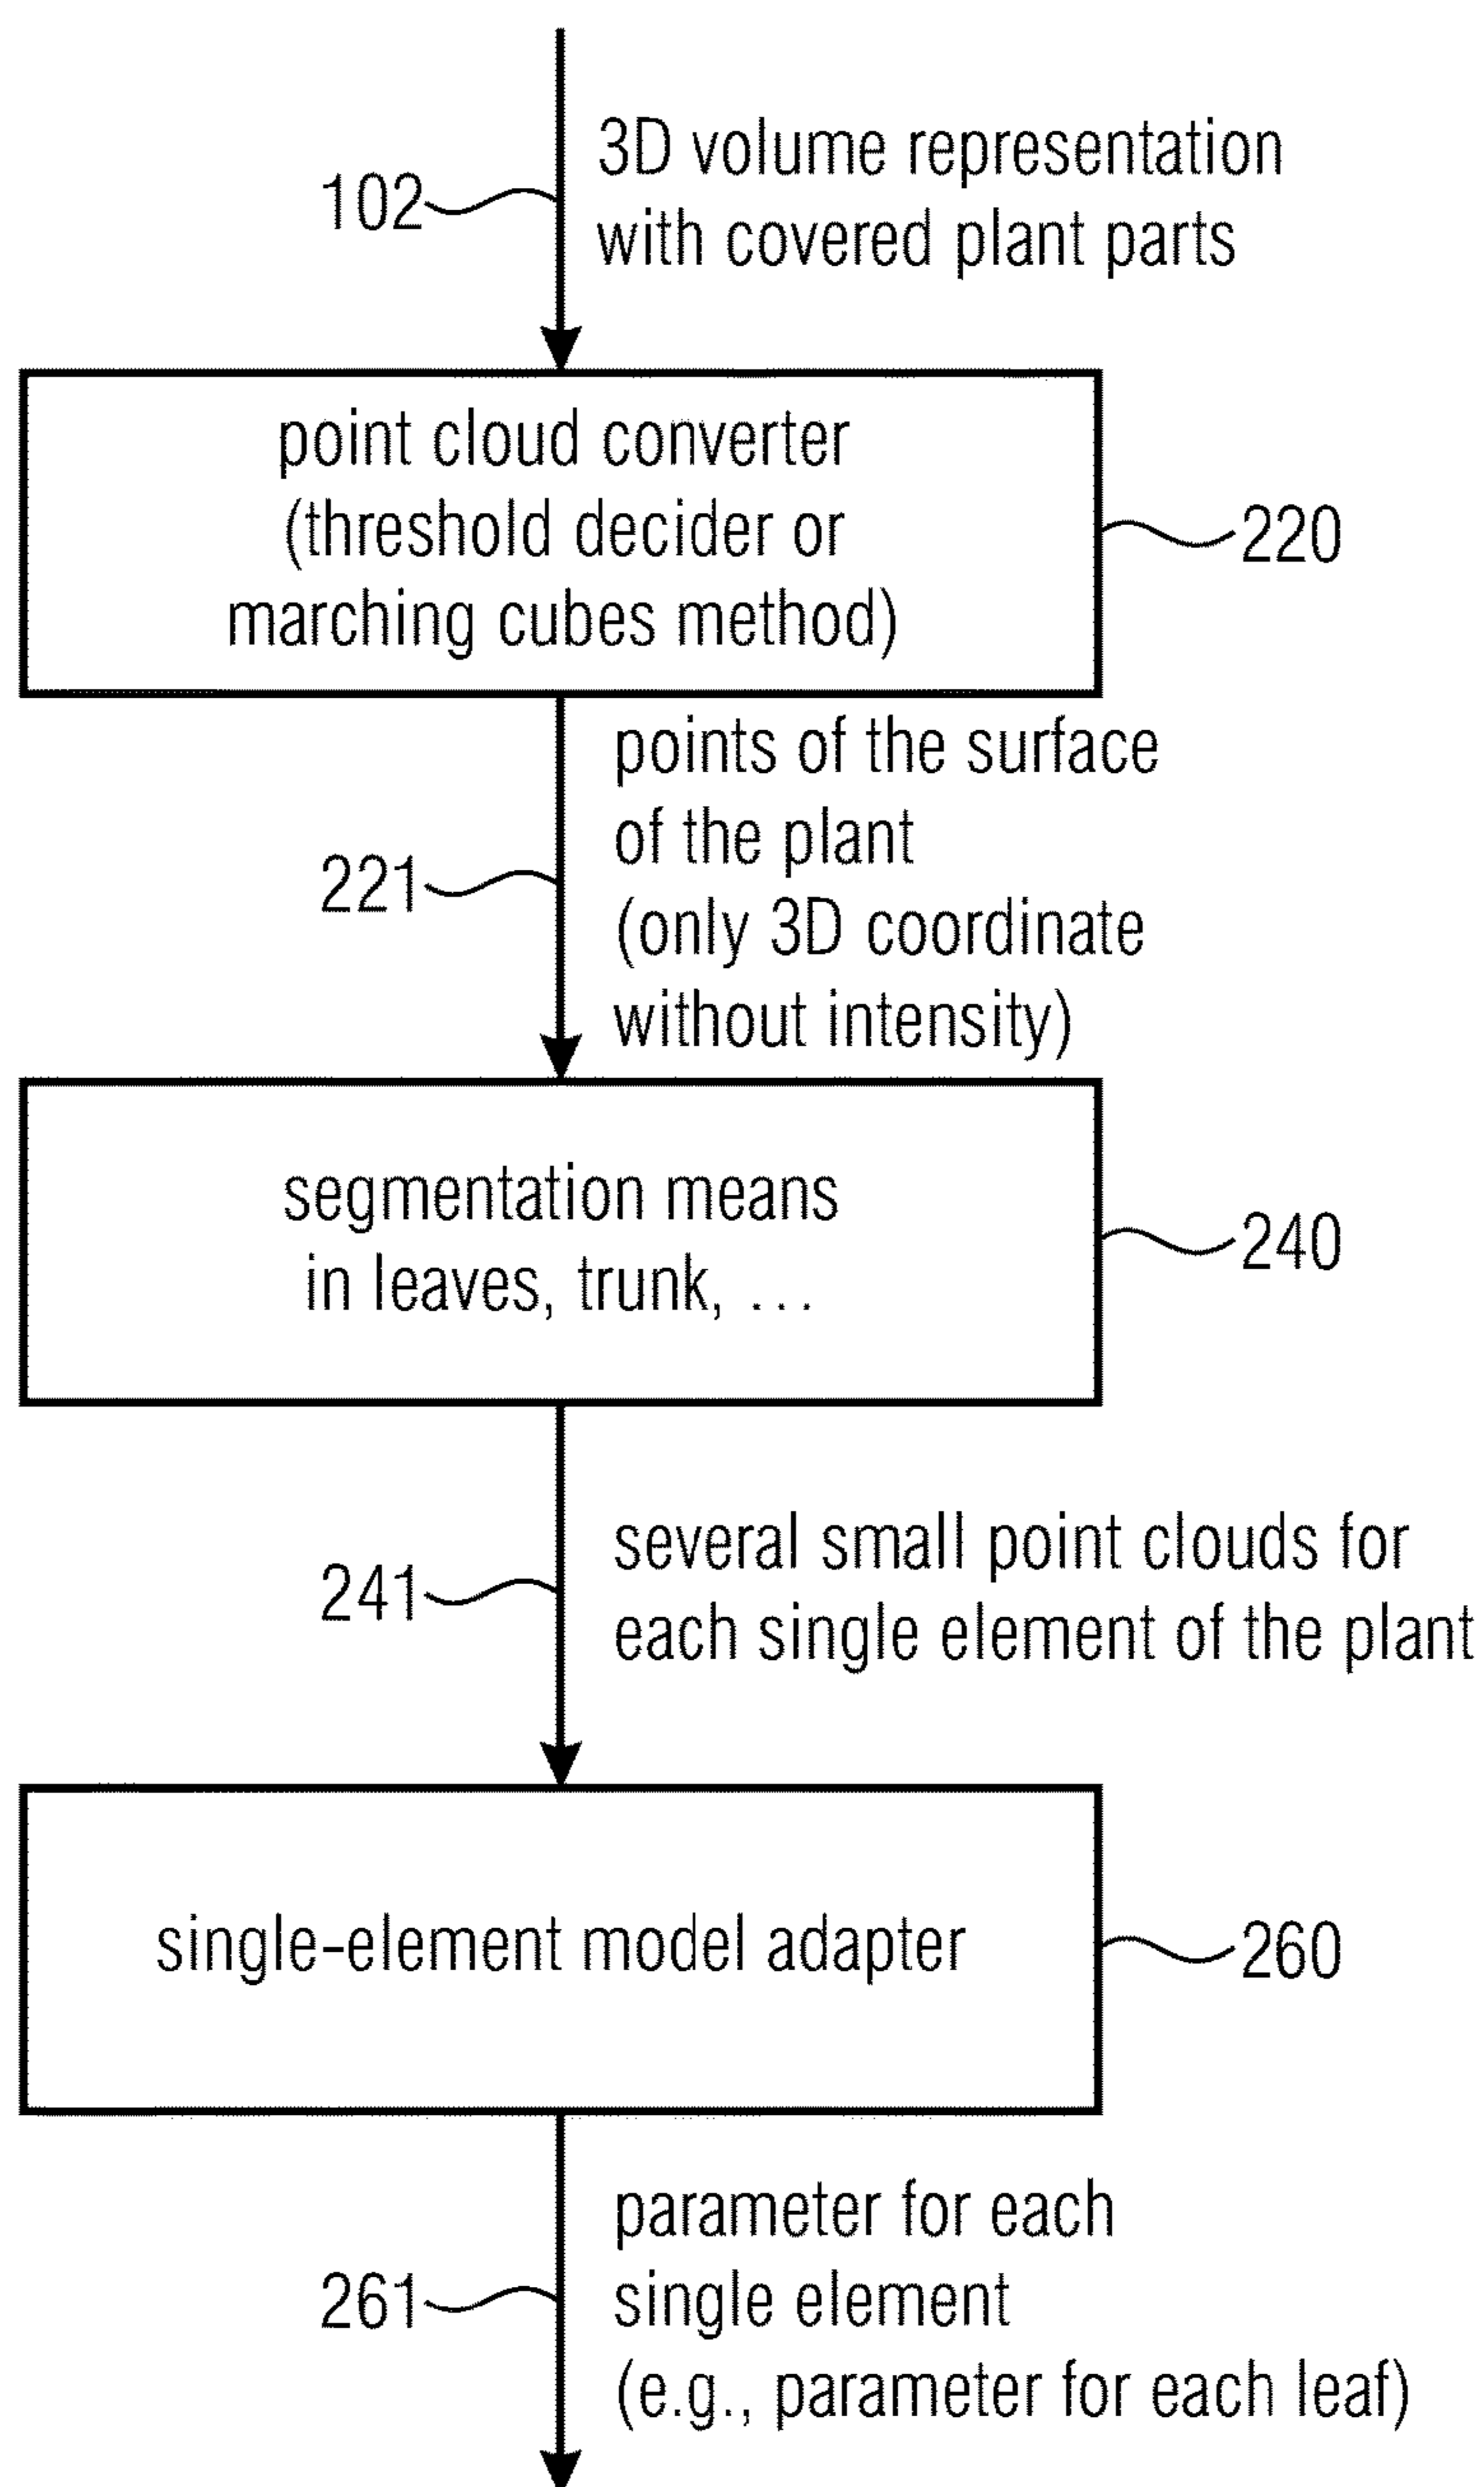 3D volume representation
with covered plant parts
102
point cloud converter
(threshold decider or
marching cubes method)
220
points of the surface
of the plant
(only 3D coordinate
without intensity)
221
segmentation means
in leaves, trunk, ...
240
several small point clouds for
each single element of the plant
241
single-element model adapter
260
parameter for each
single element
(e.g., parameter for each leaf)
261